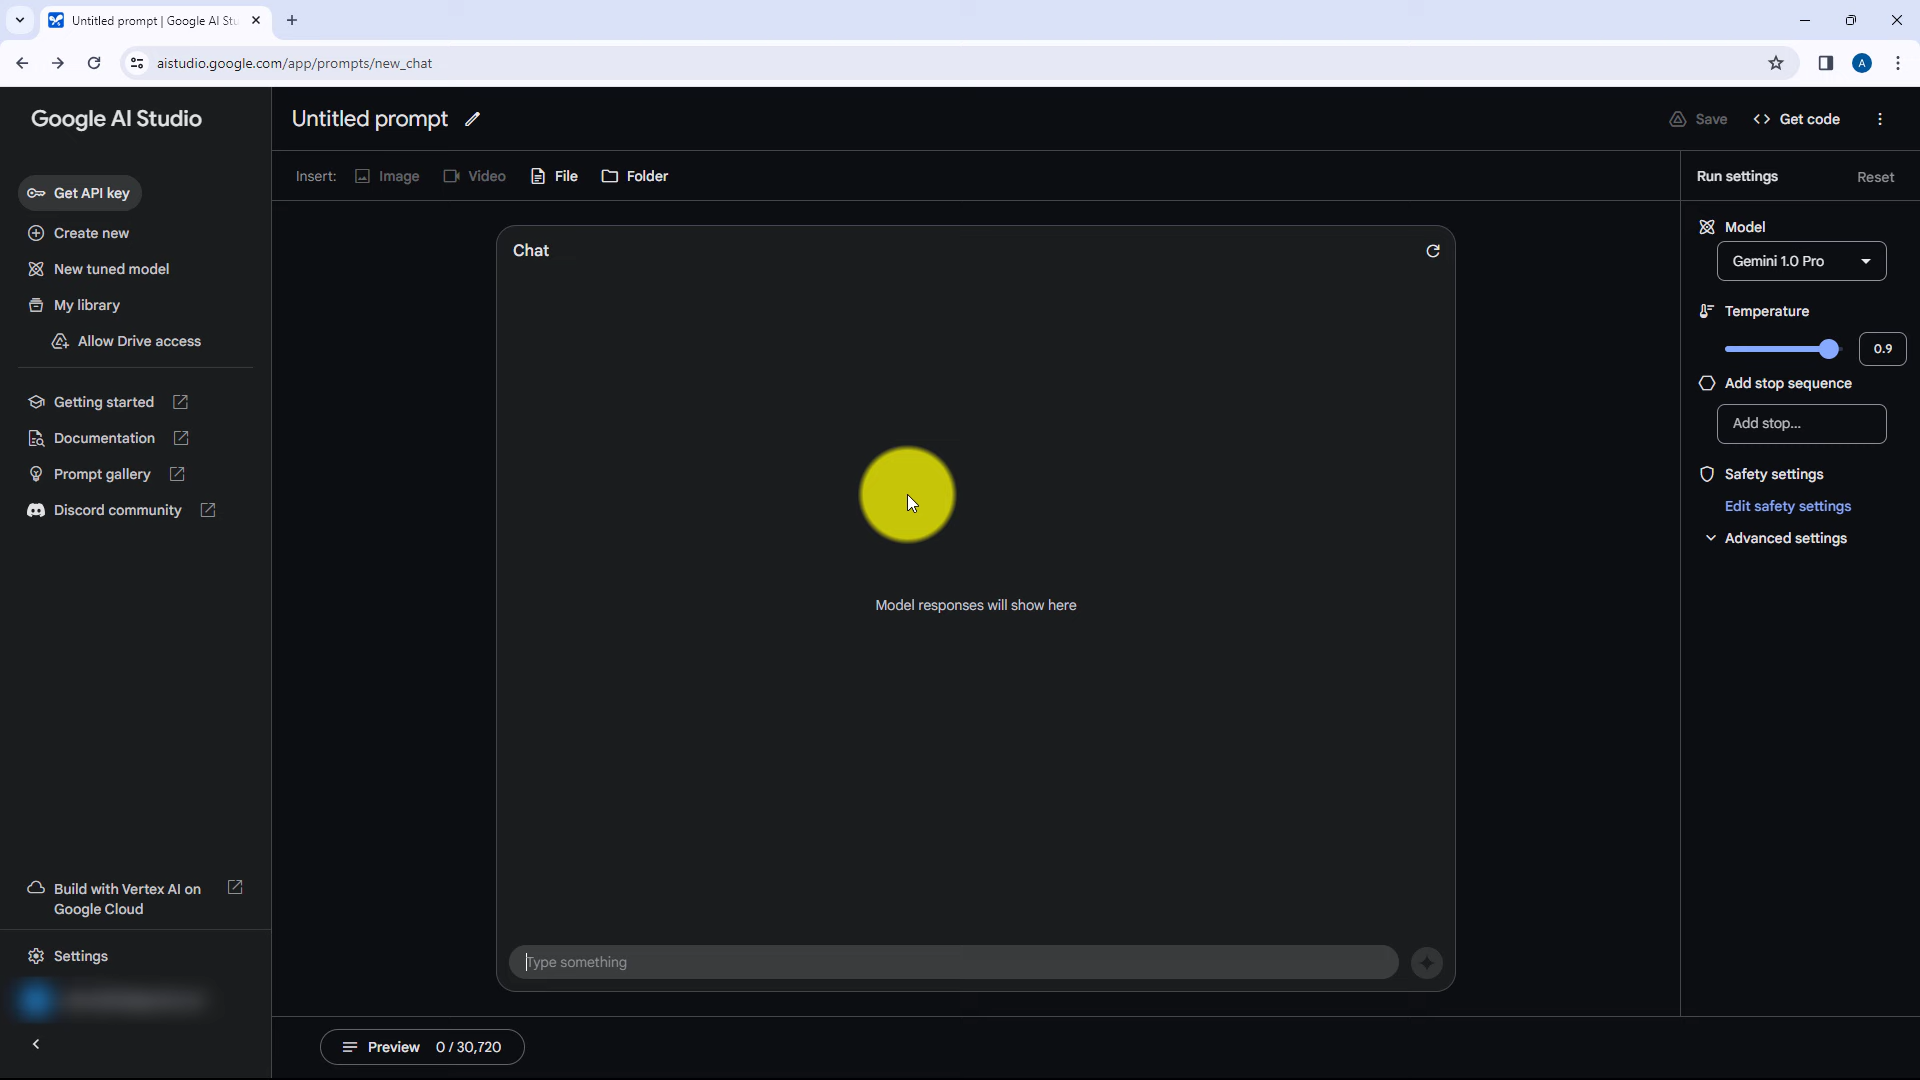 Untitled prompt | Google AI Stu
aistudio.google.com/app/prompts/new_chat
A
Google AI Studio
Untitled prompt
Save
Get code
Get API key
Create new
New tuned model
My library
Allow Drive access
Getting started
Documentation
Prompt gallery
Discord community
Build with Vertex AI on
Google Cloud
Settings
Insert: Image Video File Folder
Chat
Model responses will show here
Type something
Preview 0 / 30,720
Run settings Reset
Model
Gemini 1.0 Pro
Temperature
0.9
Add stop sequence
Add stop...
Safety settings
Edit safety settings
Advanced settings